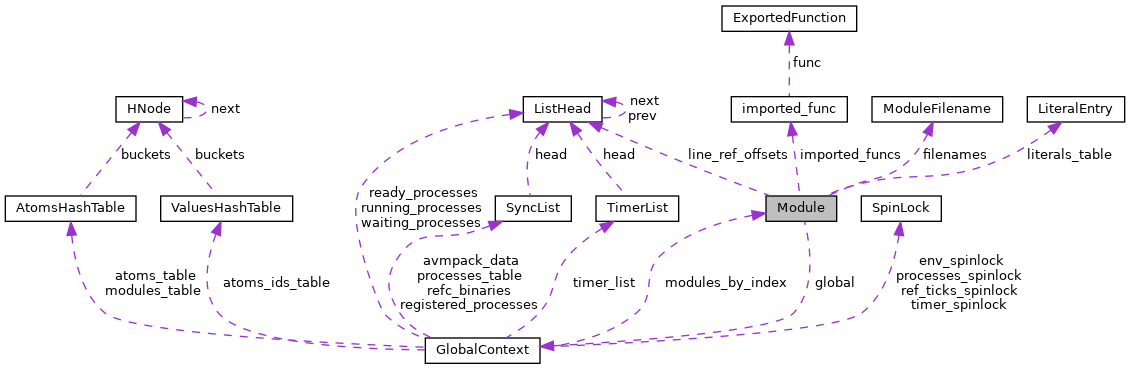 ExportedFunction
func
HNode
next
ListHead
next
prev
imported_func
ModuleFilename
LiteralEntry
buckets
buckets
head
head
line_ref_offsets
imported_funcs
filenames
literals_table
AtomsHashTable
ValuesHashTable
ready_processes
running_processes
waiting_processes
SyncList
TimerList
Module
SpinLock
atoms_table
modules_table
atoms_ids_table
avmpack_data
processes_table
refc_binaries
registered_processes
timer_list
modules_by_index
global
env_spinlock
processes_spinlock
ref_ticks_spinlock
timer_spinlock
GlobalContext